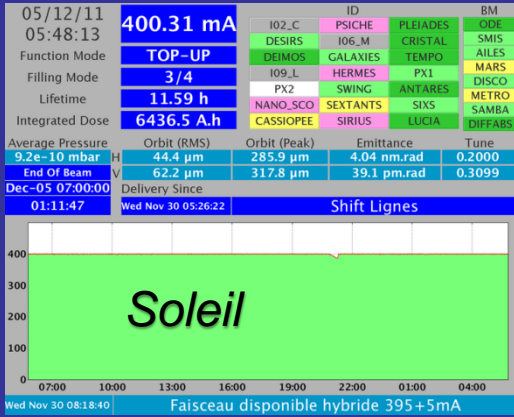 05/12/11
05:48:13
400.31 mA
Function Mode TOP-UP
Filling Mode 3/4
Lifetime 11.59 h
Integrated Dose 6436.5 A.h
ID BM
I02_C PSICHE PLEIADES ODE
DESIRS I06_M CRISTAL SMIS
DEIMOS GALAXIES TEMPO AILES
I09_L HERMES PX1 MARS
PX2 SWING ANTARES DISCO
NANO_SCO SEXTANTS SIXS METRO
CASSIOPEE SIRIUS LUCIA SAMBA
DIFFABS
Average Pressure Orbit (RMS) Orbit (Peak) Emittance Tune
9.2e-10 mbar H 44.4 µm 285.9 µm 4.04 nm.rad 0.2000
End Of Beam V 62.2 µm 317.8 µm 39.1 pm.rad 0.3099
Dec-05 07:00:00 Delivery Since
01:11:47 Wed Nov 30 05:26:22 Shift Lignes
400
300
200
100
0
Soleil
07:00 10:00 13:00 16:00 19:00 22:00 01:00 04:00
Wed Nov 30 08:18:40 Faisceau disponible hybride 395+5mA